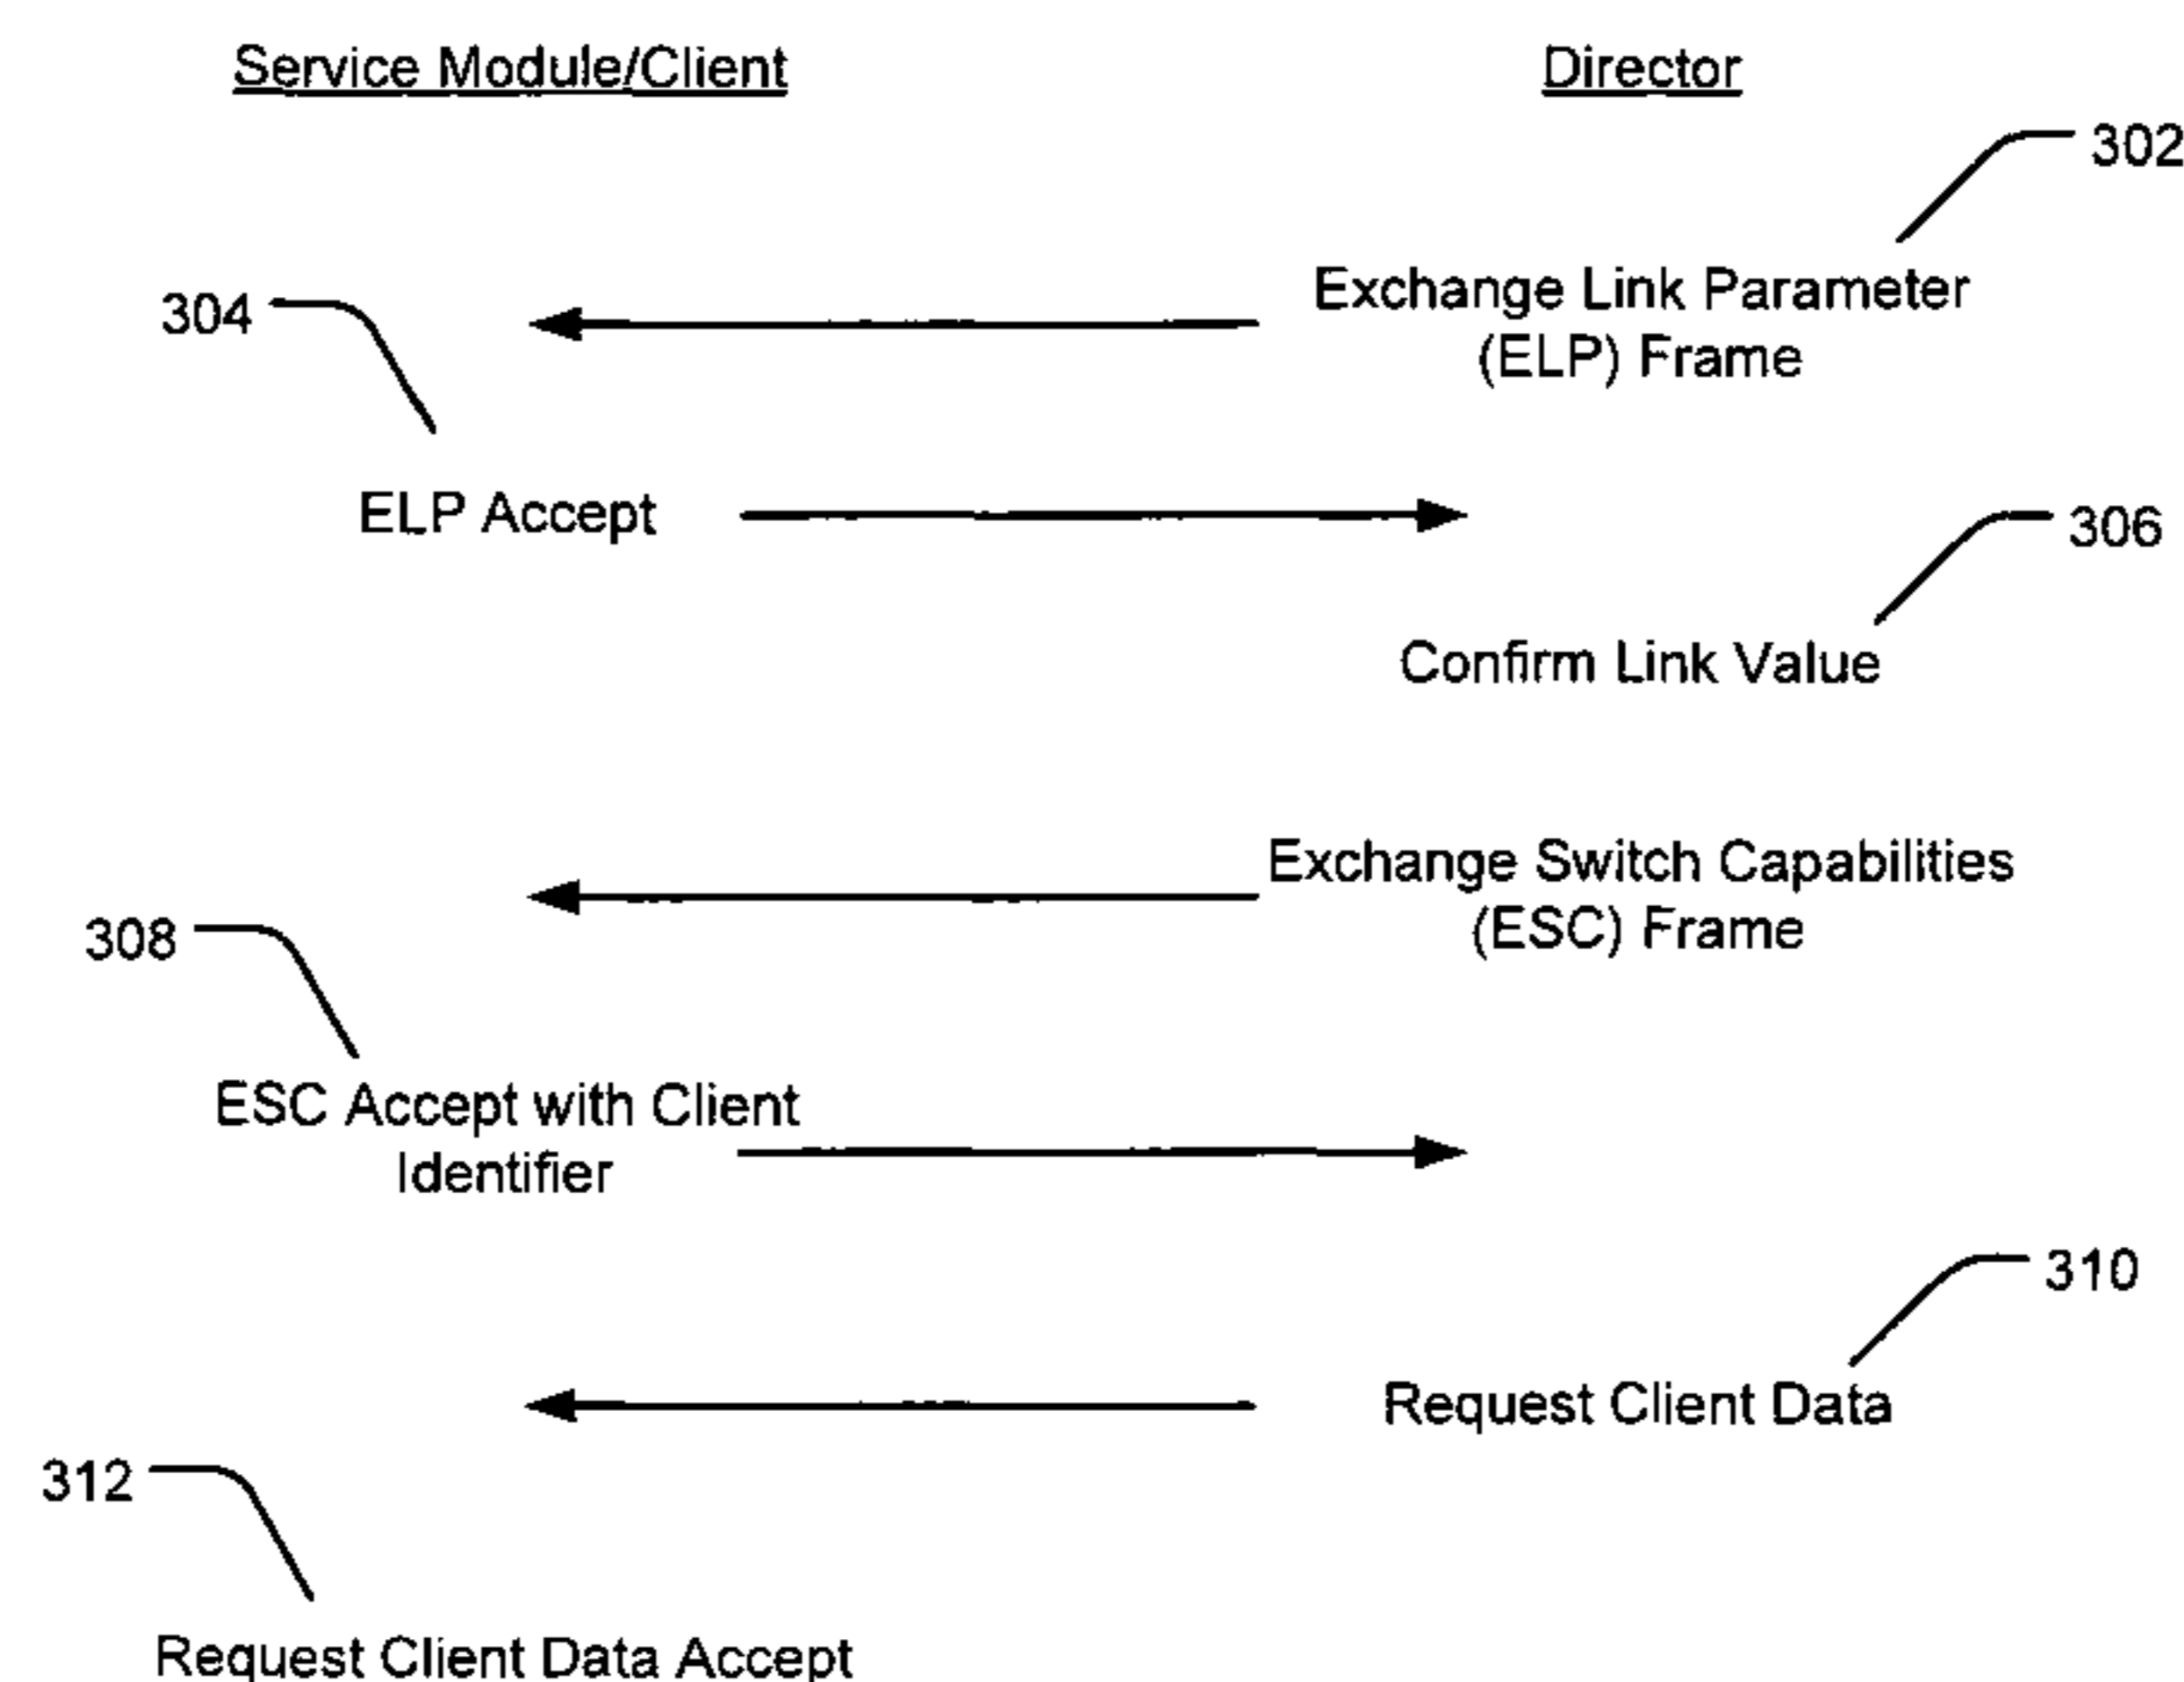 Service Module/Client
Director
302
Exchange Link Parameter
(ELP) Frame
304
ELP Accept
306
Confirm Link Value
Exchange Switch Capabilities
(ESC) Frame
308
ESC Accept with Client
Identifier
310
Request Client Data
312
Request Client Data Accept